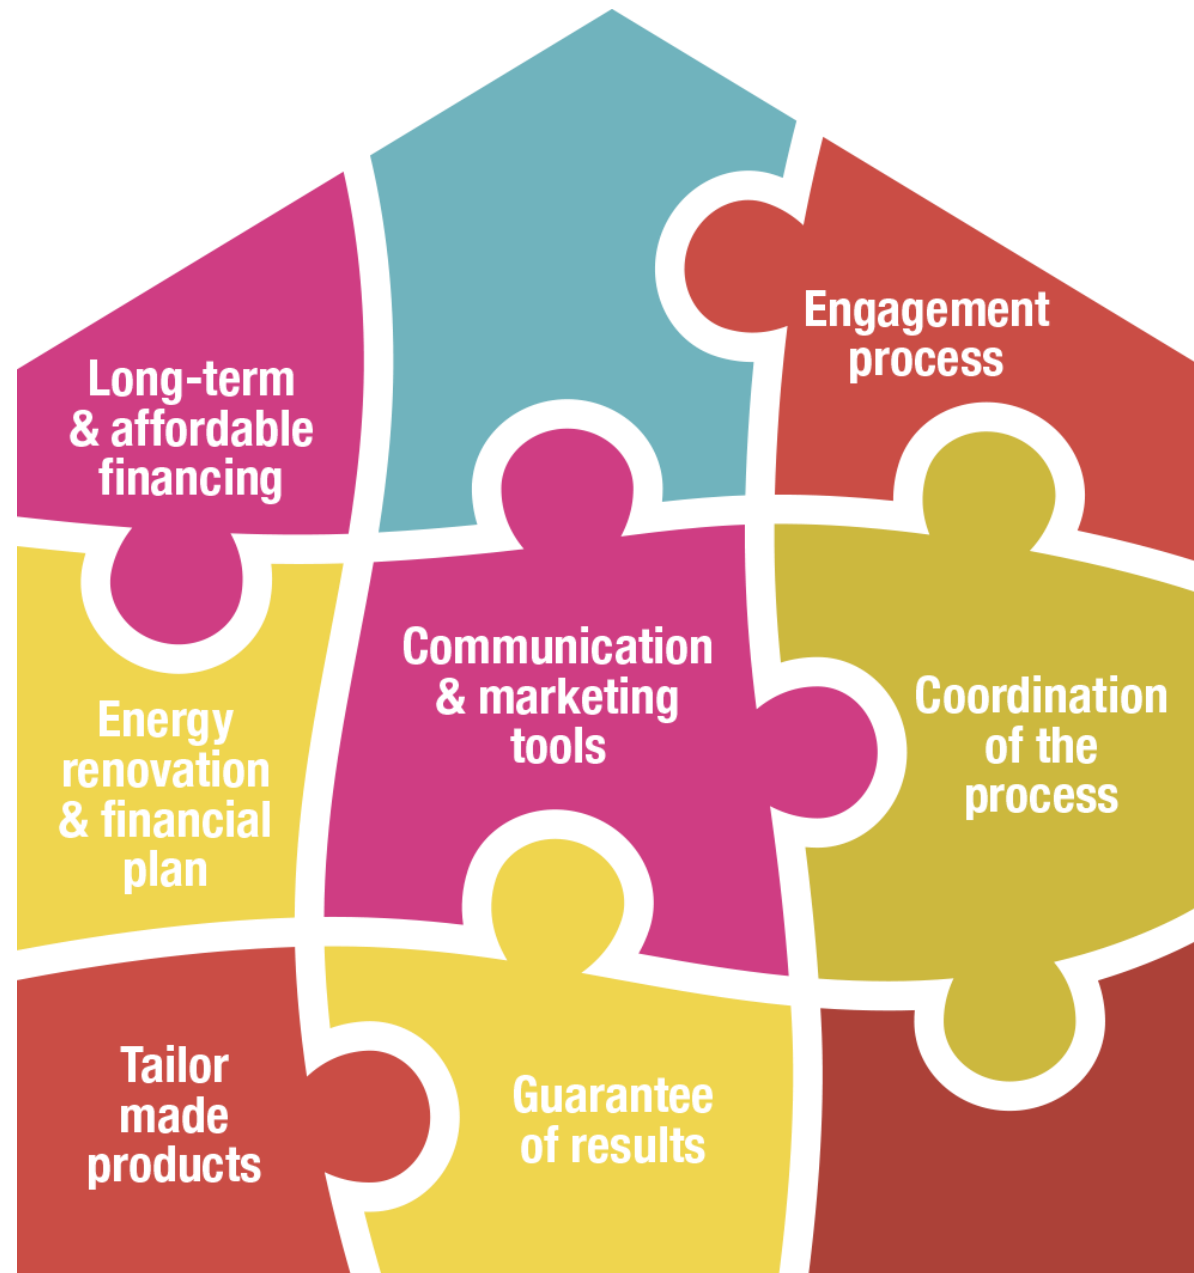 Long-term
& affordable
financing
Engagement
process
Energy
renovation
& financial
plan
Communication
& marketing
tools
Coordination
of the
process
Tailor
made
products
Guarantee
of results